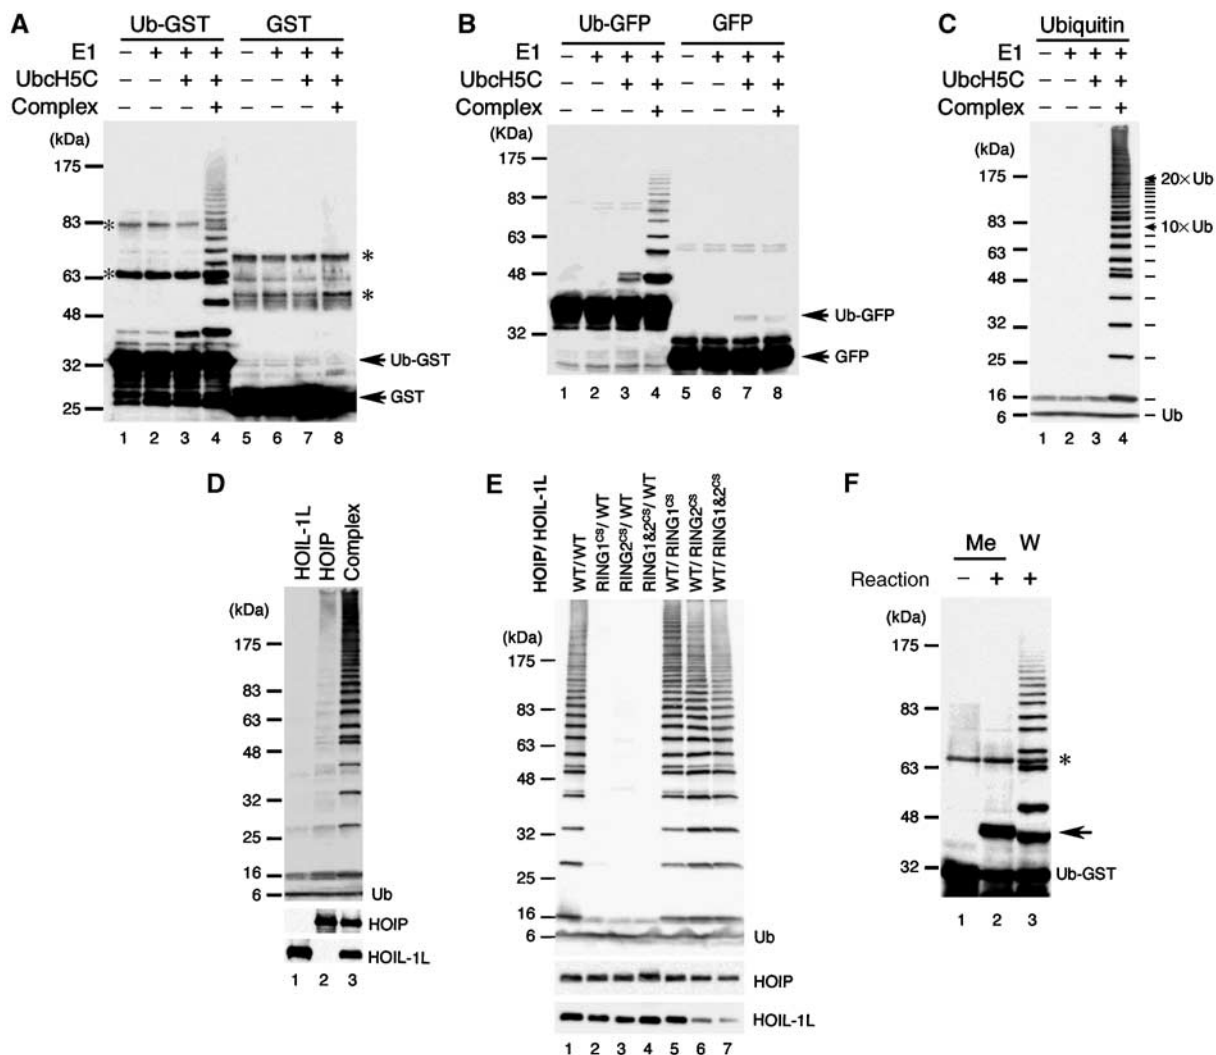 A
Ub-GST GST
E1 – + + + – + + +
UbcH5C – – + + – – + +
Complex – – – + – – – +
(kDa)
175
83
63
48
32
25
*
*
*
*
Ub-GST
GST
1 2 3 4 5 6 7 8
B
Ub-GFP GFP
E1 – + + + – + + +
UbcH5C – – + + – – + +
Complex – – – + – – – +
(KDa)
175
83
63
48
32
Ub-GFP
GFP
1 2 3 4 5 6 7 8
C
Ubiquitin
E1 – + + +
UbcH5C – – + +
Complex – – – +
(kDa)
175
83
63
48
32
25
16
6
20×Ub
10×Ub
Ub
1 2 3 4
D
HOIL-1L
HOIP
Complex
(kDa)
175
83
63
48
32
25
16
6
Ub
HOIP
HOIL-1L
1 2 3
E
HOIP/ HOIL-1L
WT/WT
RING1CS/ WT
RING2CS/ WT
RING1&2CS/ WT
WT/ RING1CS
WT/ RING2CS
WT/ RING1&2CS
(kDa)
175
83
63
48
32
25
16
6
Ub
HOIP
HOIL-1L
1 2 3 4 5 6 7
F
Me W
Reaction – + +
(kDa)
175
83
63
48
32
*
Ub-GST
1 2 3